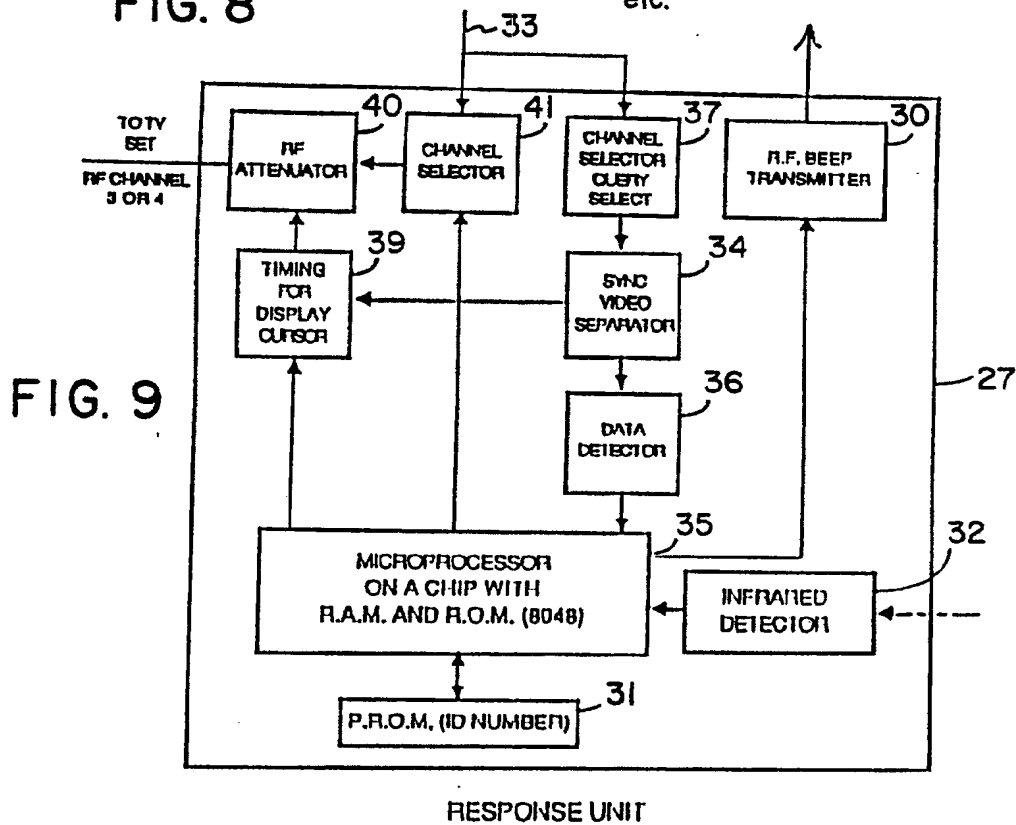 FIG. 8
etc.
33
40
41
37
30
TO TV
SET
RF CHANNEL
3 OR 4
RF
ATTENUATOR
CHANNEL
SELECTOR
CHANNEL
SELECTOR
QUERY
SELECT
R.F. BEEP
TRANSMITTER
39
34
TIMING
FOR
DISPLAY
CURSOR
SYNC
VIDEO
SEPARATOR
FIG. 9
27
36
DATA
DETECTOR
35
32
MICROPROCESSOR
ON A CHIP WITH
R.A.M. AND R.O.M. (8048)
INFRARED
DETECTOR
31
P.R.O.M. (ID NUMBER)
RESPONSE UNIT